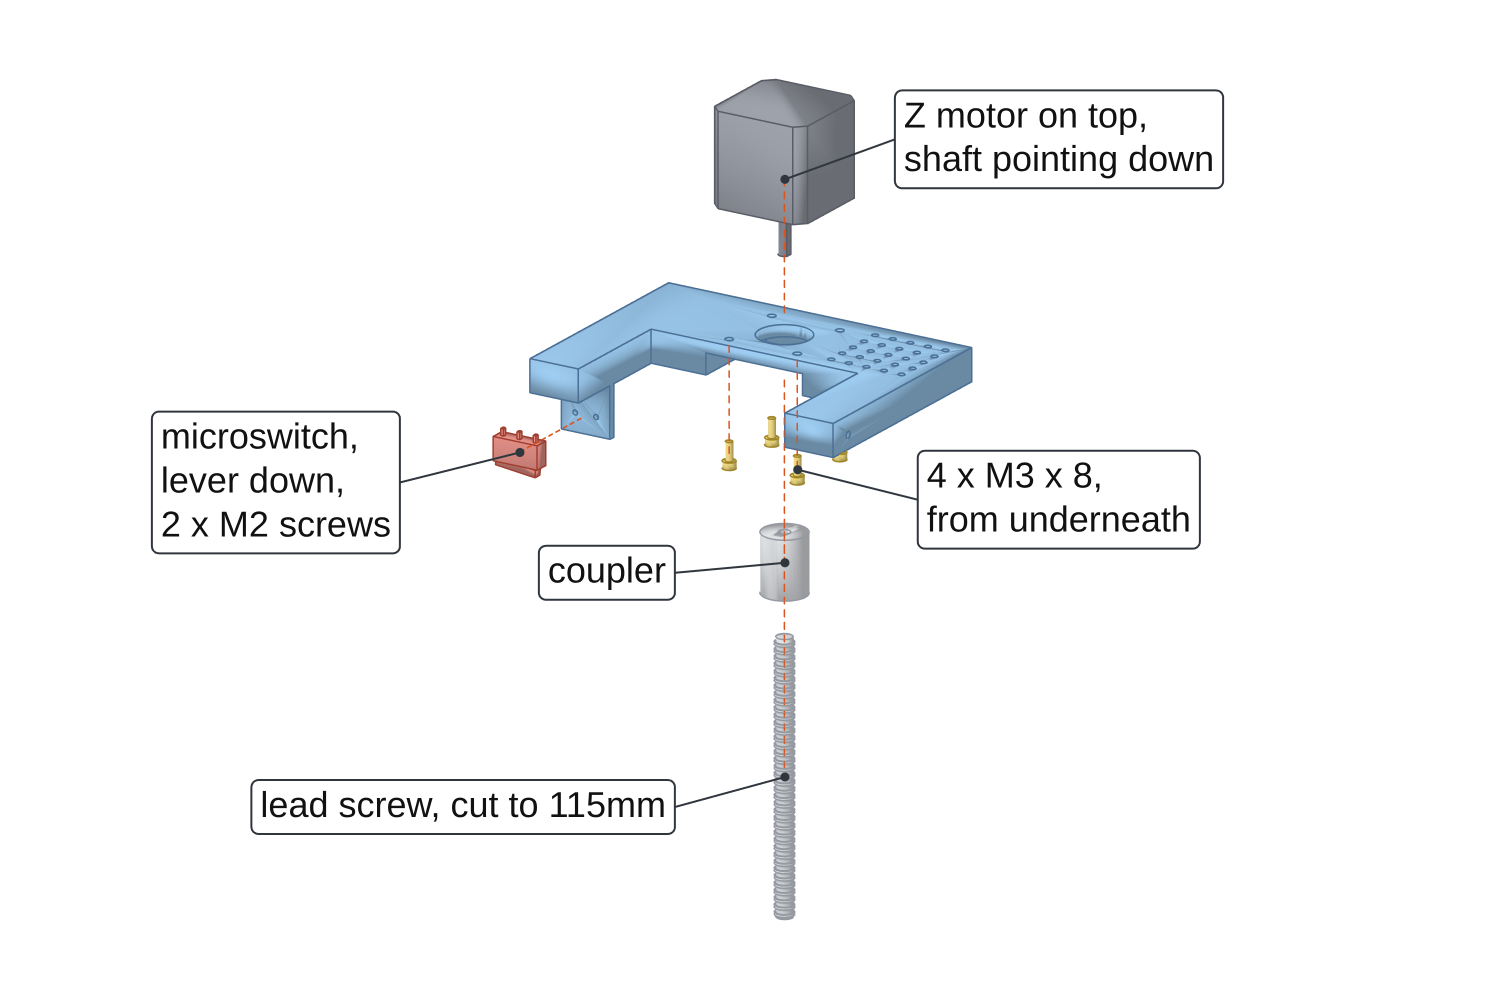 Z motor on top,
shaft pointing down
microswitch,
lever down,
2 x M2 screws
4 x M3 x 8,
from underneath
coupler
lead screw, cut to 115mm